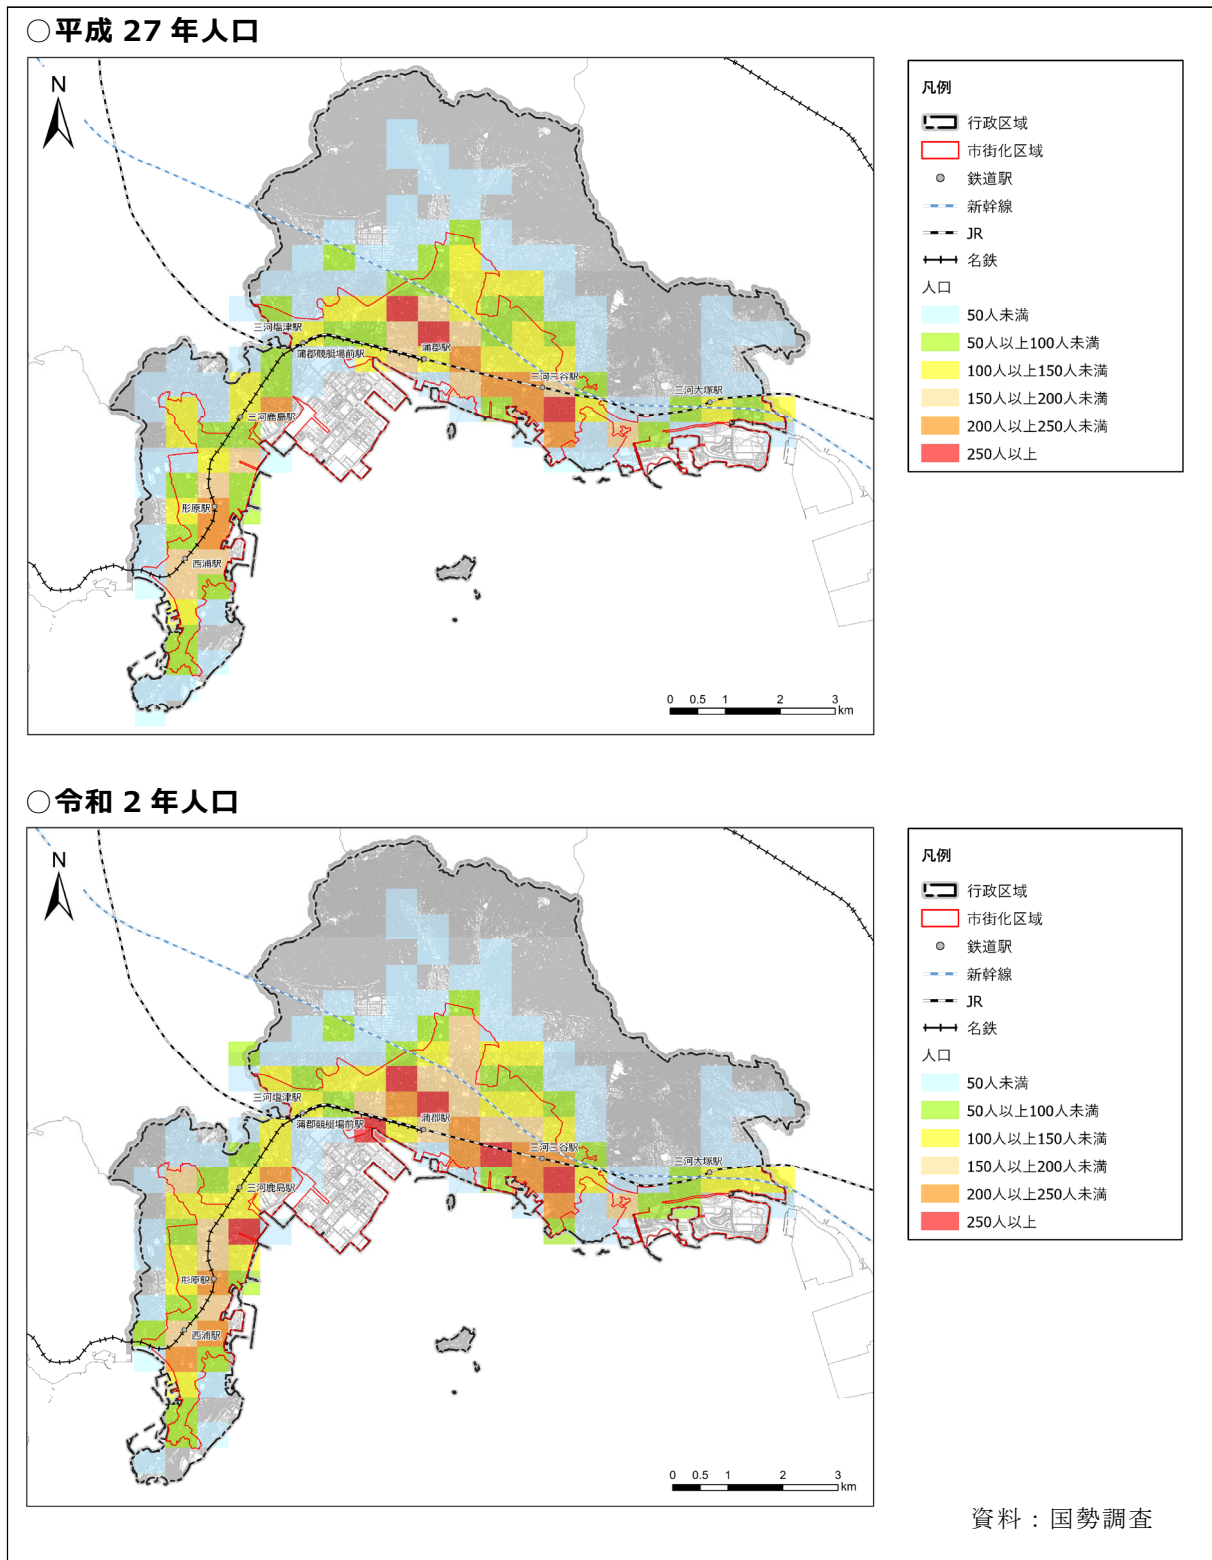 ○平成 27 年人口
N
三河塩津駅
蒲郡競艇場前駅
蒲郡駅
三河三谷駅
三河大塚駅
三河鹿島駅
形原駅
西浦駅
0 0.5 1 2 3
km
凡例
行政区域
市街化区域
鉄道駅
新幹線
JR
名鉄
人口
50人未満
50人以上100人未満
100人以上150人未満
150人以上200人未満
200人以上250人未満
250人以上
○令和 2 年人口
N
三河塩津駅
蒲郡競艇場前駅
蒲郡駅
三河三谷駅
三河大塚駅
三河鹿島駅
形原駅
西浦駅
0 0.5 1 2 3
km
凡例
行政区域
市街化区域
鉄道駅
新幹線
JR
名鉄
人口
50人未満
50人以上100人未満
100人以上150人未満
150人以上200人未満
200人以上250人未満
250人以上
資料：国勢調査